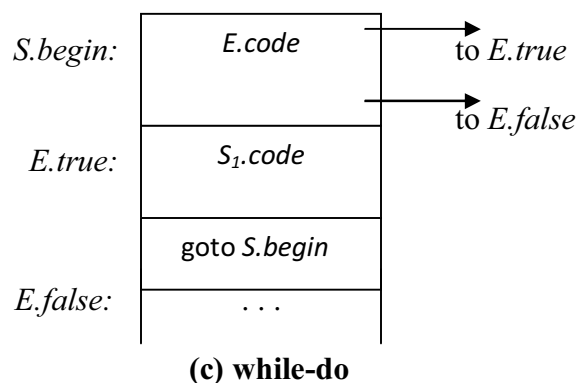 S.begin: E.code to E.true
to E.false
E.true: S₁.code
goto S.begin
E.false: . . .
(c) while-do